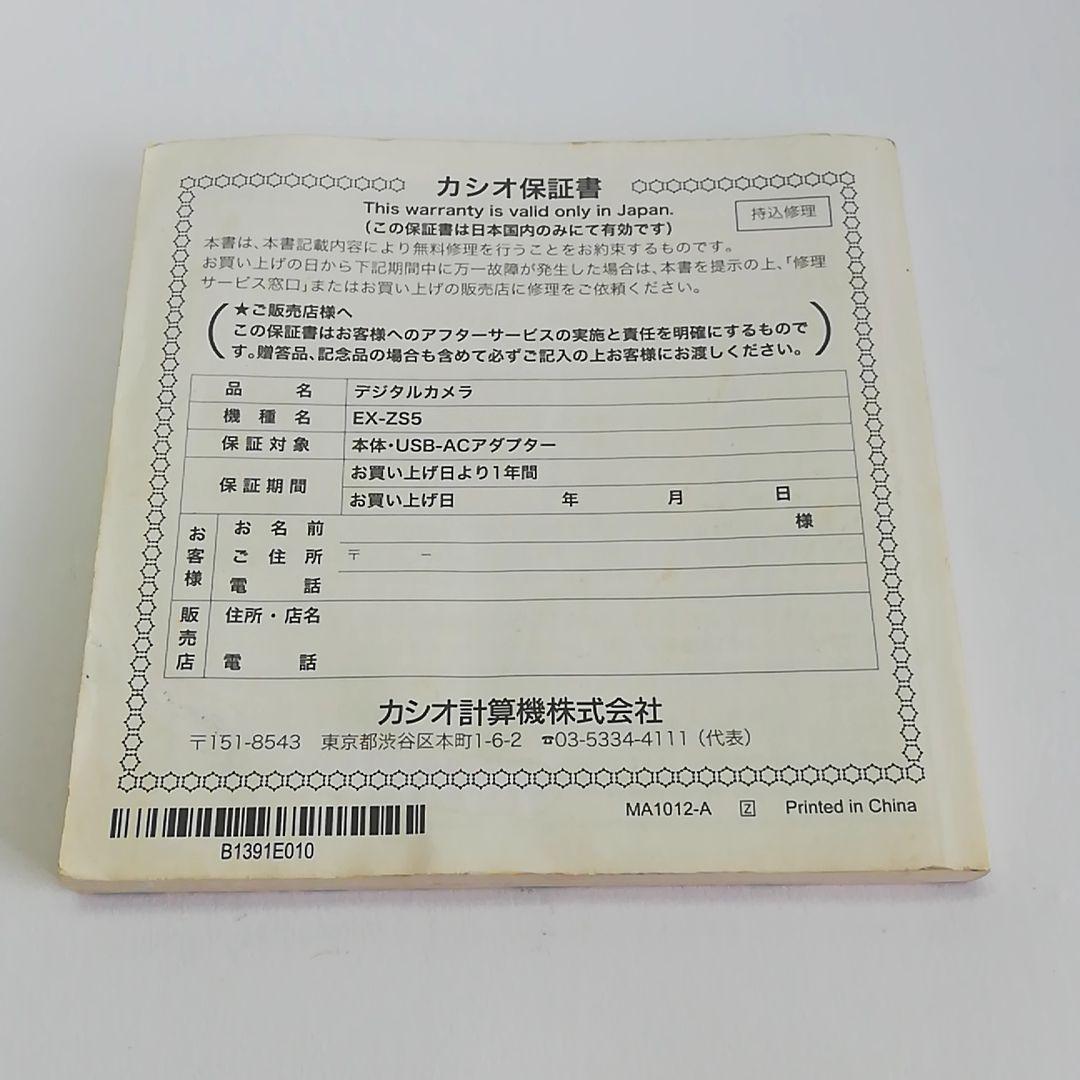 カシオ保証書
This warranty is valid only in Japan.
(この保証書は日本国内のみにて有効です)
持込修理
本書は、本書記載内容により無料修理を行うことをお約束するものです。
お買い上げの日から下記期間中に万一故障が発生した場合は、本書を提示の上、「修理
サービス窓口」またはお買い上げの販売店に修理をご依頼ください。
★ご販売店様へ
この保証書はお客様へのアフターサービスの実施と責任を明確にするもので
す。贈答品、記念品の場合も含めて必ずご記入の上お客様にお渡しください。
品名 デジタルカメラ
機種名 EX-ZS5
保証対象 本体・USB-ACアダプター
保証期間 お買い上げ日より1年間
お買い上げ日 年 月 日
お客様 お名前 様
ご住所 〒 −
電話
販売店 住所・店名
電話
カシオ計算機株式会社
〒151-8543 東京都渋谷区本町1-6-2 ☎03-5334-4111（代表）
B1391E010
MA1012-A Z Printed in China